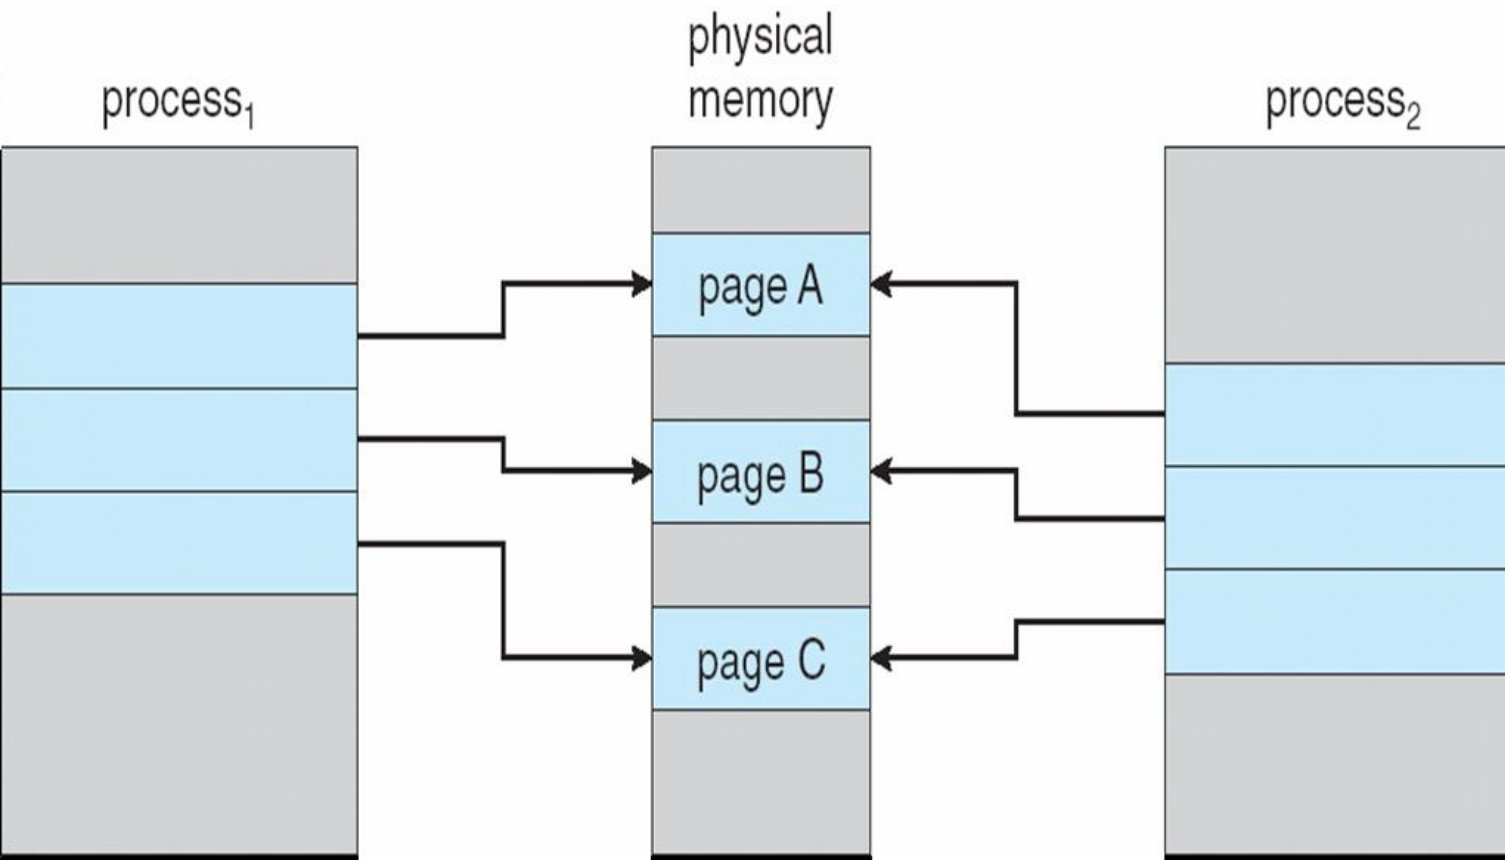 physical
memory
process₁
process₂
page A
page B
page C